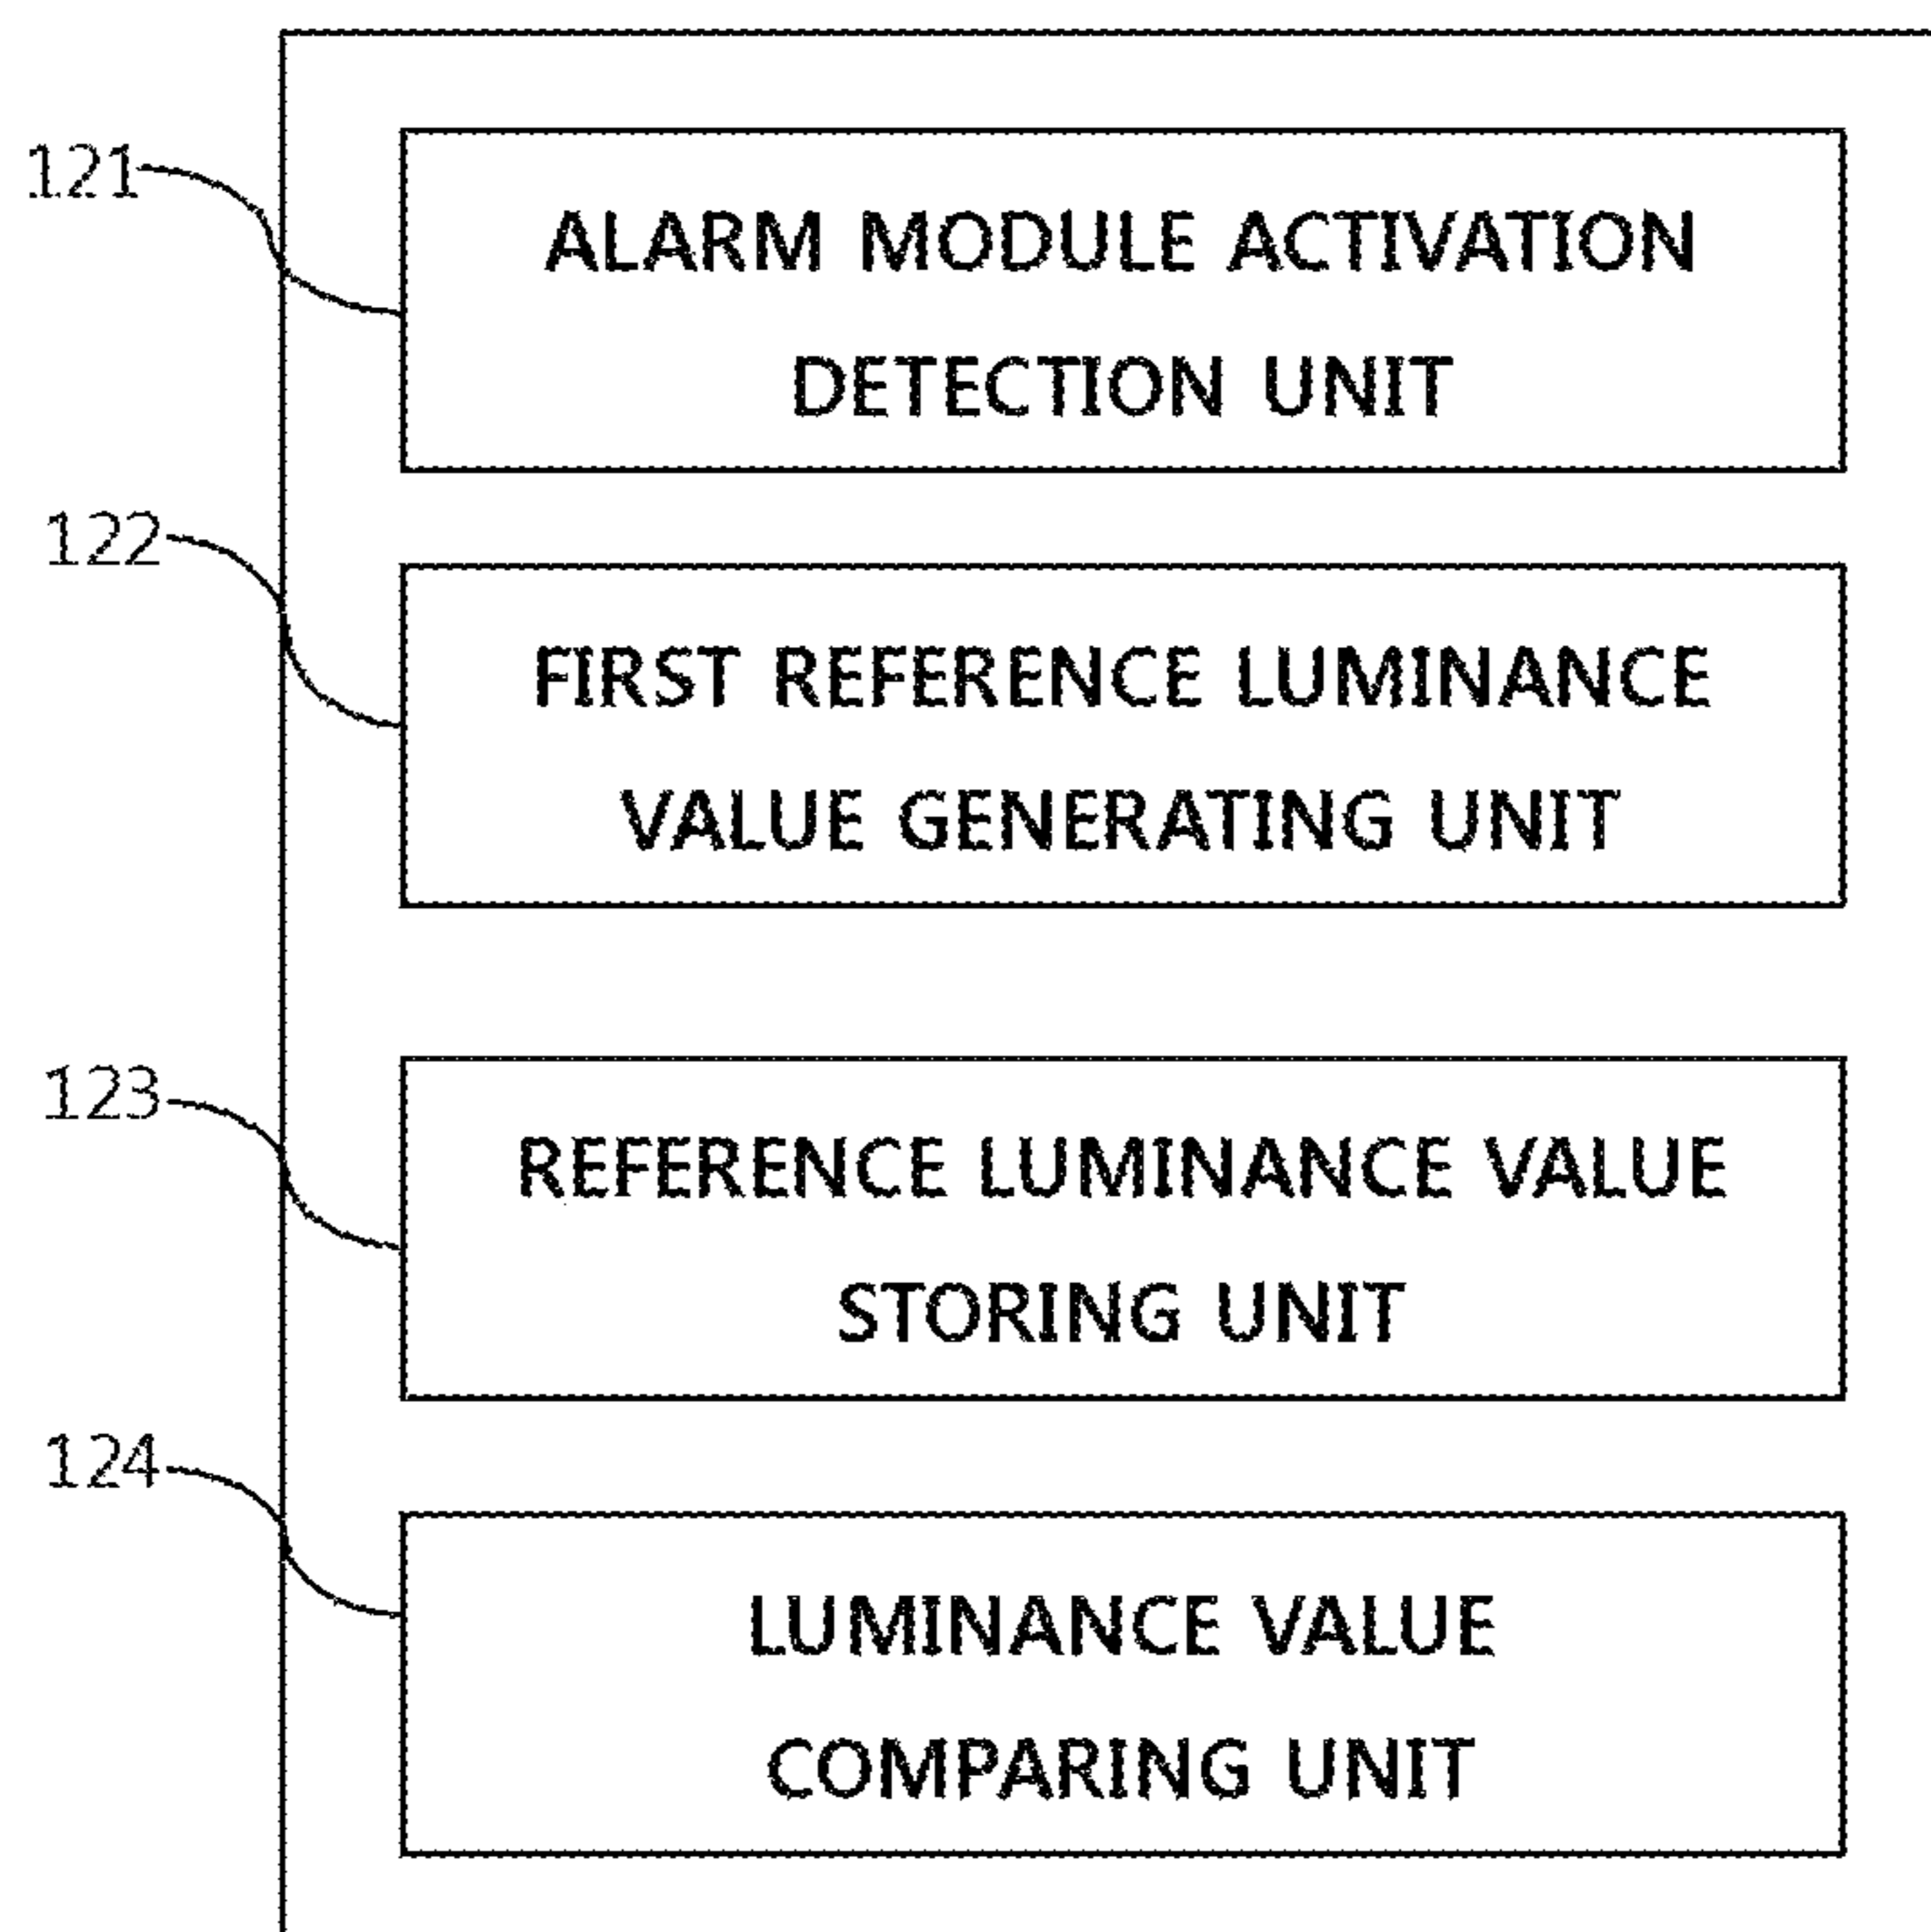 121
ALARM MODULE ACTIVATION
DETECTION UNIT
122
FIRST REFERENCE LUMINANCE
VALUE GENERATING UNIT
123
REFERENCE LUMINANCE VALUE
STORING UNIT
124
LUMINANCE VALUE
COMPARING UNIT